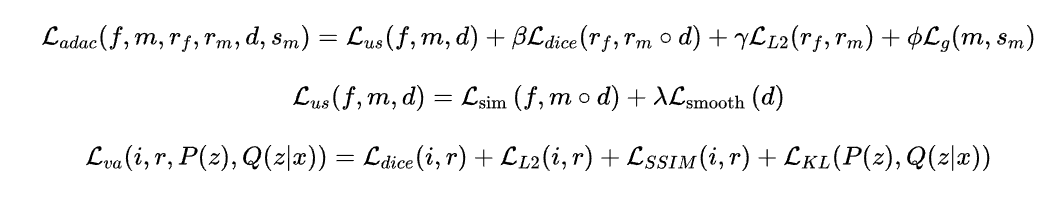 ℒ_{adac}(f, m, r_f, r_m, d, s_m) = ℒ_{us}(f, m, d) + βℒ_{dice}(r_f, r_m ∘ d) + γℒ_{L2}(r_f, r_m) + ϕℒ_g(m, s_m)
ℒ_{us}(f, m, d) = ℒ_{sim} (f, m ∘ d) + λℒ_{smooth} (d)
ℒ_{va}(i, r, P(z), Q(z|x)) = ℒ_{dice}(i, r) + ℒ_{L2}(i, r) + ℒ_{SSIM}(i, r) + ℒ_{KL}(P(z), Q(z|x))